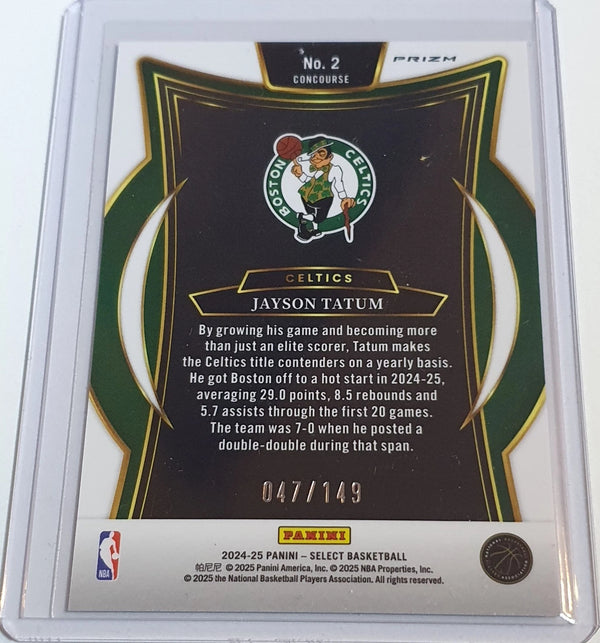 No. 2
CONCOURSE
PRIZM
BOSTON CELTICS
CELTICS
JAYSON TATUM
By growing his game and becoming more
than just an elite scorer, Tatum makes
the Celtics title contenders on a yearly basis.
He got Boston off to a hot start in 2024-25,
averaging 29.0 points, 8.5 rebounds and
5.7 assists through the first 20 games.
The team was 7-0 when he posted a
double-double during that span.
047/149
PANINI
2024-25 PANINI – SELECT BASKETBALL
帕尼尼 © 2025 Panini America, Inc. © 2025 NBA Properties, Inc.
© 2025 the National Basketball Players Association. All rights reserved.
NBA